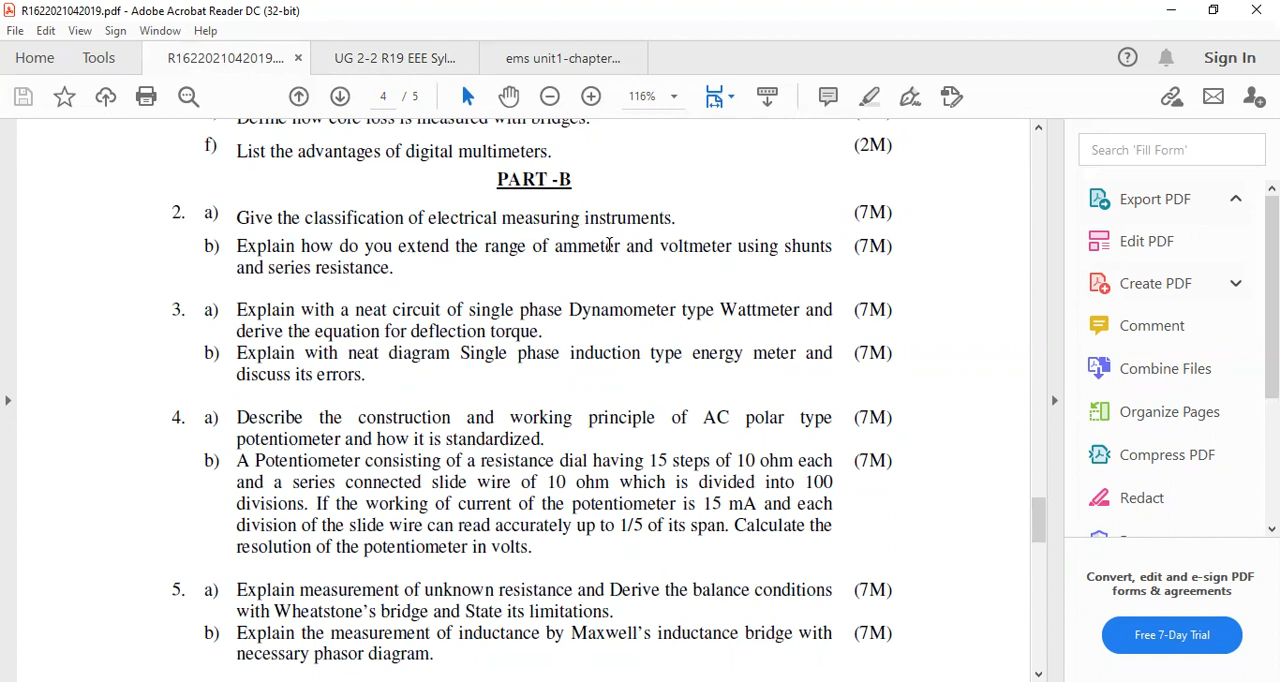 R1622021042019.pdf - Adobe Acrobat Reader DC (32-bit)
File Edit View Sign Window Help
Home Tools R1622021042019.... × UG 2-2 R19 EEE Syl... ems unit1-chapter... Sign In
4 / 5 116%
Define how core loss is measured with bridges.
f) List the advantages of digital multimeters. (2M)
PART -B
2. a) Give the classification of electrical measuring instruments. (7M)
b) Explain how do you extend the range of ammeter and voltmeter using shunts (7M)
and series resistance.
3. a) Explain with a neat circuit of single phase Dynamometer type Wattmeter and (7M)
derive the equation for deflection torque.
b) Explain with neat diagram Single phase induction type energy meter and (7M)
discuss its errors.
4. a) Describe the construction and working principle of AC polar type (7M)
potentiometer and how it is standardized.
b) A Potentiometer consisting of a resistance dial having 15 steps of 10 ohm each (7M)
and a series connected slide wire of 10 ohm which is divided into 100
divisions. If the working of current of the potentiometer is 15 mA and each
division of the slide wire can read accurately up to 1/5 of its span. Calculate the
resolution of the potentiometer in volts.
5. a) Explain measurement of unknown resistance and Derive the balance conditions (7M)
with Wheatstone's bridge and State its limitations.
b) Explain the measurement of inductance by Maxwell's inductance bridge with (7M)
necessary phasor diagram.
Search 'Fill Form'
Export PDF
Edit PDF
Create PDF
Comment
Combine Files
Organize Pages
Compress PDF
Redact
Convert, edit and e-sign PDF
forms & agreements
Free 7-Day Trial